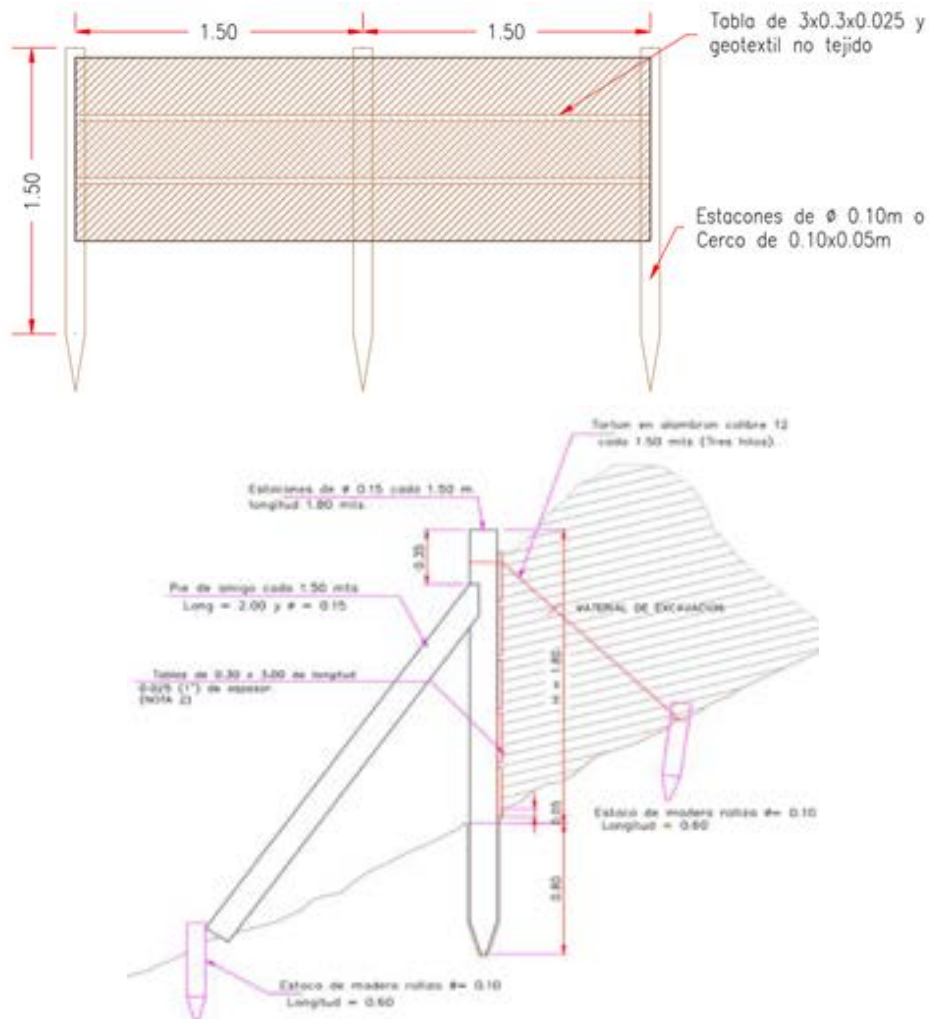 1.50
1.50
Tabla de 3x0.3x0.025 y
geotextil no tejido
1.50
Estacones de ø 0.10m o
Cerco de 0.10x0.05m
Tortun en alambron calibre 12
cada 1.50 mts (Tres hilos).
Estacones de ø 0.15 cada 1.50 m.
longitud 1.80 mts
0.35
Pie de amigo cada 1.50 mts
Long = 2.00 y ø = 0.15
MATERIAL DE EXCAVACION
H = 1.80
Tablas de 0.30 x 3.00 de longitud
0.025 (1") de espesor
(NOTA 2)
0.05
Estaca de madera rolliza ø= 0.10
Longitud = 0.60
0.80
Estaca de madera rolliza ø= 0.10
Longitud = 0.60